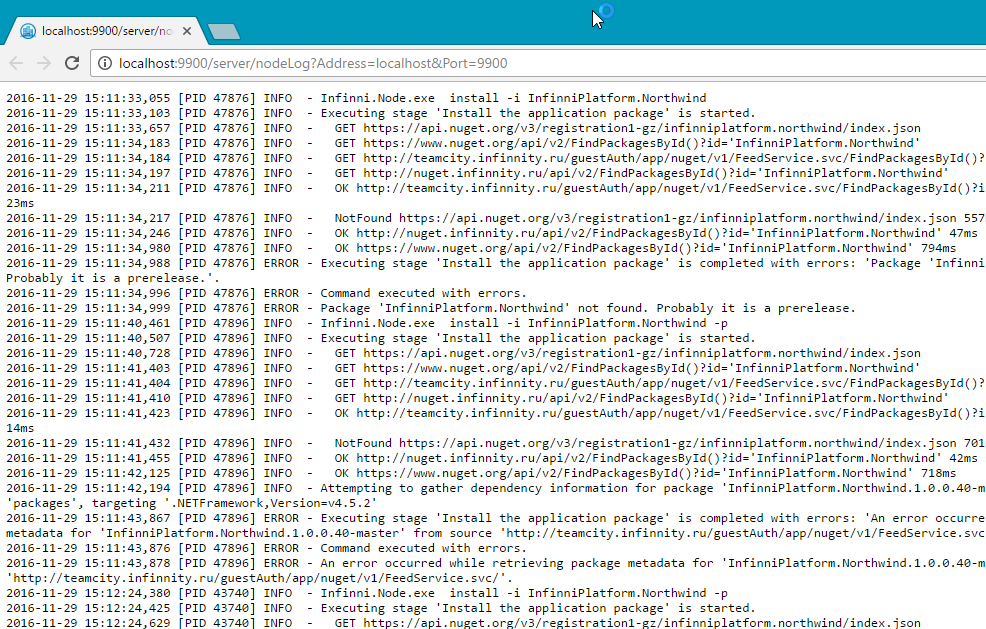 localhost:9900/server/no
localhost:9900/server/nodeLog?Address=localhost&Port=9900
2016-11-29 15:11:33,055 [PID 47876] INFO  - Infinni.Node.exe  install -i InfinniPlatform.Northwind
2016-11-29 15:11:33,103 [PID 47876] INFO  - Executing stage 'Install the application package' is started.
2016-11-29 15:11:33,657 [PID 47876] INFO  -   GET https://api.nuget.org/v3/registration1-gz/infinniplatform.northwind/index.json
2016-11-29 15:11:34,183 [PID 47876] INFO  -   GET https://www.nuget.org/api/v2/FindPackagesById()?id='InfinniPlatform.Northwind'
2016-11-29 15:11:34,184 [PID 47876] INFO  -   GET http://teamcity.infinnity.ru/guestAuth/app/nuget/v1/FeedService.svc/FindPackagesById()?
2016-11-29 15:11:34,197 [PID 47876] INFO  -   GET http://nuget.infinnity.ru/api/v2/FindPackagesById()?id='InfinniPlatform.Northwind'
2016-11-29 15:11:34,211 [PID 47876] INFO  -   OK http://teamcity.infinnity.ru/guestAuth/app/nuget/v1/FeedService.svc/FindPackagesById()?i
23ms
2016-11-29 15:11:34,217 [PID 47876] INFO  -   NotFound https://api.nuget.org/v3/registration1-gz/infinniplatform.northwind/index.json 557
2016-11-29 15:11:34,246 [PID 47876] INFO  -   OK http://nuget.infinnity.ru/api/v2/FindPackagesById()?id='InfinniPlatform.Northwind' 47ms
2016-11-29 15:11:34,980 [PID 47876] INFO  -   OK https://www.nuget.org/api/v2/FindPackagesById()?id='InfinniPlatform.Northwind' 794ms
2016-11-29 15:11:34,988 [PID 47876] ERROR - Executing stage 'Install the application package' is completed with errors: 'Package 'Infinni
Probably it is a prerelease.'.
2016-11-29 15:11:34,996 [PID 47876] ERROR - Command executed with errors.
2016-11-29 15:11:34,999 [PID 47876] ERROR - Package 'InfinniPlatform.Northwind' not found. Probably it is a prerelease.
2016-11-29 15:11:40,461 [PID 47896] INFO  - Infinni.Node.exe  install -i InfinniPlatform.Northwind -p
2016-11-29 15:11:40,507 [PID 47896] INFO  - Executing stage 'Install the application package' is started.
2016-11-29 15:11:40,728 [PID 47896] INFO  -   GET https://api.nuget.org/v3/registration1-gz/infinniplatform.northwind/index.json
2016-11-29 15:11:41,403 [PID 47896] INFO  -   GET https://www.nuget.org/api/v2/FindPackagesById()?id='InfinniPlatform.Northwind'
2016-11-29 15:11:41,404 [PID 47896] INFO  -   GET http://teamcity.infinnity.ru/guestAuth/app/nuget/v1/FeedService.svc/FindPackagesById()?
2016-11-29 15:11:41,410 [PID 47896] INFO  -   GET http://nuget.infinnity.ru/api/v2/FindPackagesById()?id='InfinniPlatform.Northwind'
2016-11-29 15:11:41,423 [PID 47896] INFO  -   OK http://teamcity.infinnity.ru/guestAuth/app/nuget/v1/FeedService.svc/FindPackagesById()?i
14ms
2016-11-29 15:11:41,432 [PID 47896] INFO  -   NotFound https://api.nuget.org/v3/registration1-gz/infinniplatform.northwind/index.json 701
2016-11-29 15:11:41,455 [PID 47896] INFO  -   OK http://nuget.infinnity.ru/api/v2/FindPackagesById()?id='InfinniPlatform.Northwind' 42ms
2016-11-29 15:11:42,125 [PID 47896] INFO  -   OK https://www.nuget.org/api/v2/FindPackagesById()?id='InfinniPlatform.Northwind' 718ms
2016-11-29 15:11:42,194 [PID 47896] INFO  - Attempting to gather dependency information for package 'InfinniPlatform.Northwind.1.0.0.40-m
'packages', targeting '.NETFramework,Version=v4.5.2'
2016-11-29 15:11:43,867 [PID 47896] ERROR - Executing stage 'Install the application package' is completed with errors: 'An error occurre
metadata for 'InfinniPlatform.Northwind.1.0.0.40-master' from source 'http://teamcity.infinnity.ru/guestAuth/app/nuget/v1/FeedService.svc
2016-11-29 15:11:43,876 [PID 47896] ERROR - Command executed with errors.
2016-11-29 15:11:43,878 [PID 47896] ERROR - An error occurred while retrieving package metadata for 'InfinniPlatform.Northwind.1.0.0.40-m
'http://teamcity.infinnity.ru/guestAuth/app/nuget/v1/FeedService.svc/'.
2016-11-29 15:12:24,380 [PID 43740] INFO  - Infinni.Node.exe  install -i InfinniPlatform.Northwind -p
2016-11-29 15:12:24,425 [PID 43740] INFO  - Executing stage 'Install the application package' is started.
2016-11-29 15:12:24,629 [PID 43740] INFO  -   GET https://api.nuget.org/v3/registration1-gz/infinniplatform.northwind/index.json